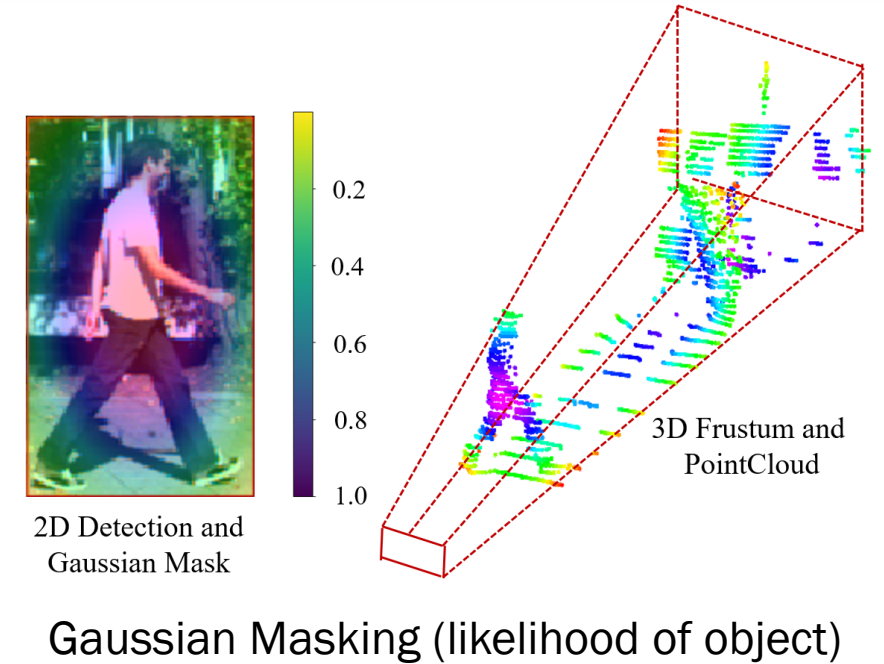 0.2
0.4
0.6
0.8
1.0
2D Detection and
Gaussian Mask
3D Frustum and
PointCloud
Gaussian Masking (likelihood of object)